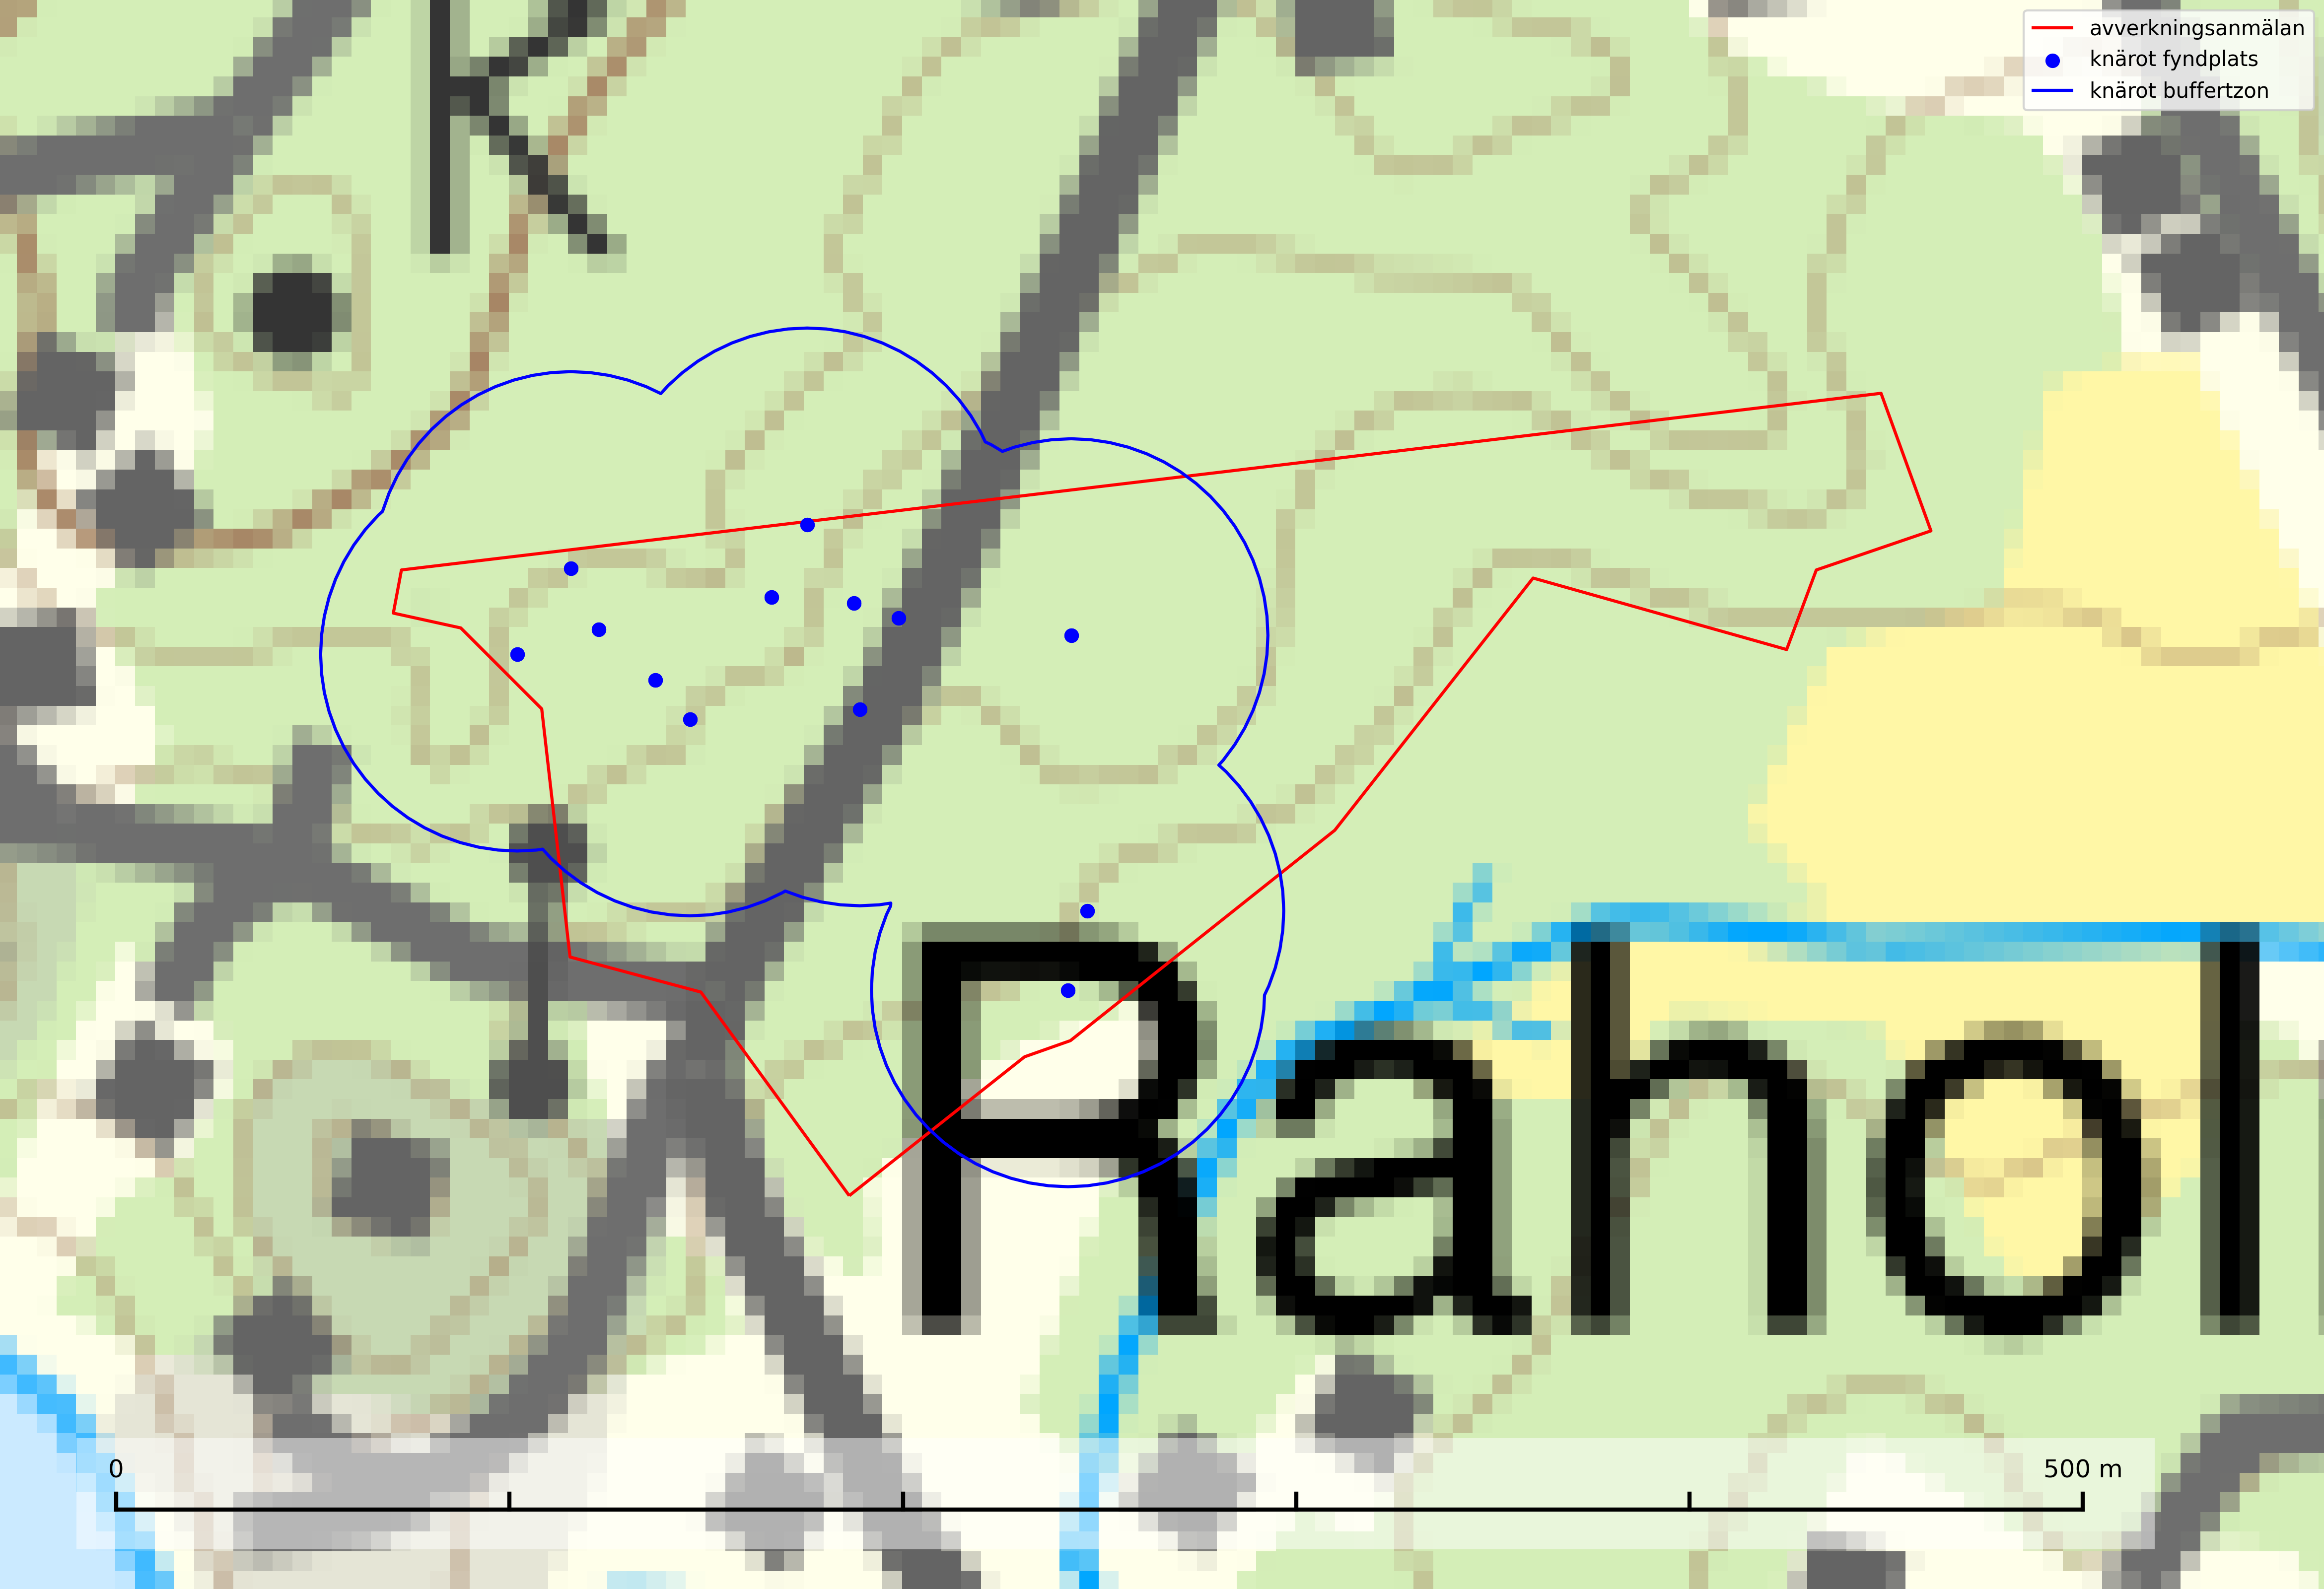 K
avverkningsanmälan
knärot fyndplats
knärot buffertzon
Rahol
0 500 m